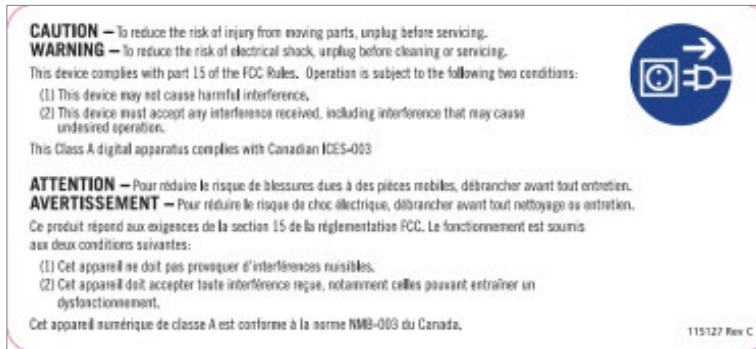 CAUTION – To reduce the risk of injury from moving parts, unplug before servicing.
WARNING – To reduce the risk of electrical shock, unplug before cleaning or servicing.
This device complies with part 15 of the FCC Rules. Operation is subject to the following two conditions:
(1) This device may not cause harmful interference.
(2) This device must accept any interference received, including interference that may cause
undesired operation.
This Class A digital apparatus complies with Canadian ICES-003
ATTENTION – Pour réduire le risque de blessures dues à des pièces mobiles, débrancher avant tout entretien.
AVERTISSEMENT – Pour réduire le risque de choc électrique, débrancher avant tout nettoyage ou entretien.
Ce produit répond aux exigences de la section 15 de la réglementation FCC. Le fonctionnement est soumis
aux deux conditions suivantes:
(1) Cet appareil ne doit pas provoquer d'interférences nuisibles.
(2) Cet appareil doit accepter toute interférence reçue, notamment celles pouvant entraîner un
dysfonctionnement.
Cet appareil numérique de classe A est conforme à la norme NMB-003 du Canada.
115127 Rev C